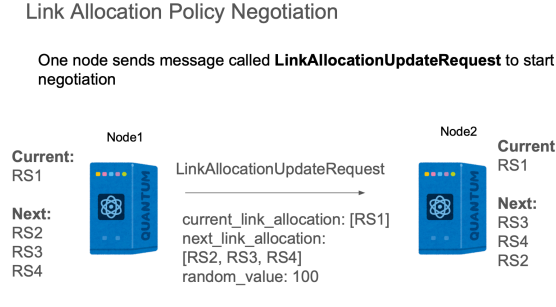 Link Allocation Policy Negotiation
One node sends message called LinkAllocationUpdateRequest to start
negotiation
Node1
Current:
RS1
Next:
RS2
RS3
RS4
QUANTUM
LinkAllocationUpdateRequest
current_link_allocation: [RS1]
next_link_allocation:
[RS2, RS3, RS4]
random_value: 100
Node2
QUANTUM
Current
RS1
Next:
RS3
RS4
RS2